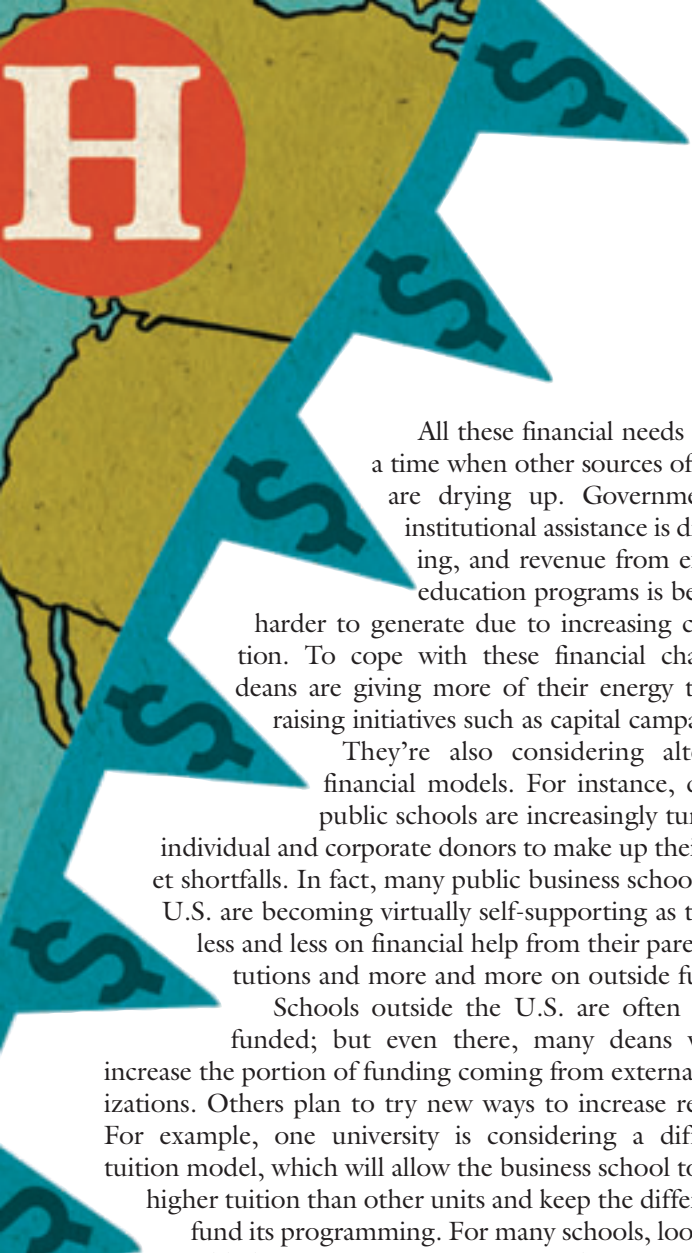 H
$
$
$
$
$
$
All these financial needs
a time when other sources of
are drying up. Governme
institutional assistance is d
ing, and revenue from e
education programs is be
harder to generate due to increasing c
tion. To cope with these financial cha
deans are giving more of their energy t
raising initiatives such as capital campa
They're also considering alt
financial models. For instance,
public schools are increasingly tur
individual and corporate donors to make up thei
et shortfalls. In fact, many public business schoo
U.S. are becoming virtually self-supporting as t
less and less on financial help from their pare
tutions and more and more on outside fu
Schools outside the U.S. are often
funded; but even there, many deans
increase the portion of funding coming from externa
izations. Others plan to try new ways to increase re
For example, one university is considering a diff
tuition model, which will allow the business school to
higher tuition than other units and keep the diffe
fund its programming. For many schools, loo